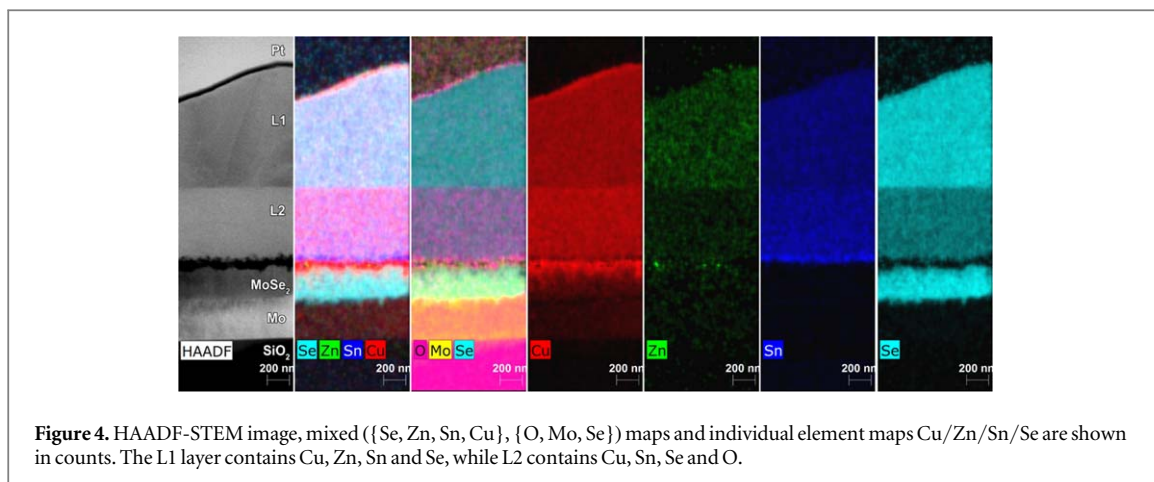 Pt
L1
L2
MoSe₂
Mo
SiO₂
HAADF
200 nm
Se Zn Sn Cu
200 nm
O Mo Se
200 nm
Cu
200 nm
Zn
200 nm
Sn
200 nm
Se
200 nm
Figure 4. HAADF-STEM image, mixed ({Se, Zn, Sn, Cu}, {O, Mo, Se}) maps and individual element maps Cu/Zn/Sn/Se are shown
in counts. The L1 layer contains Cu, Zn, Sn and Se, while L2 contains Cu, Sn, Se and O.